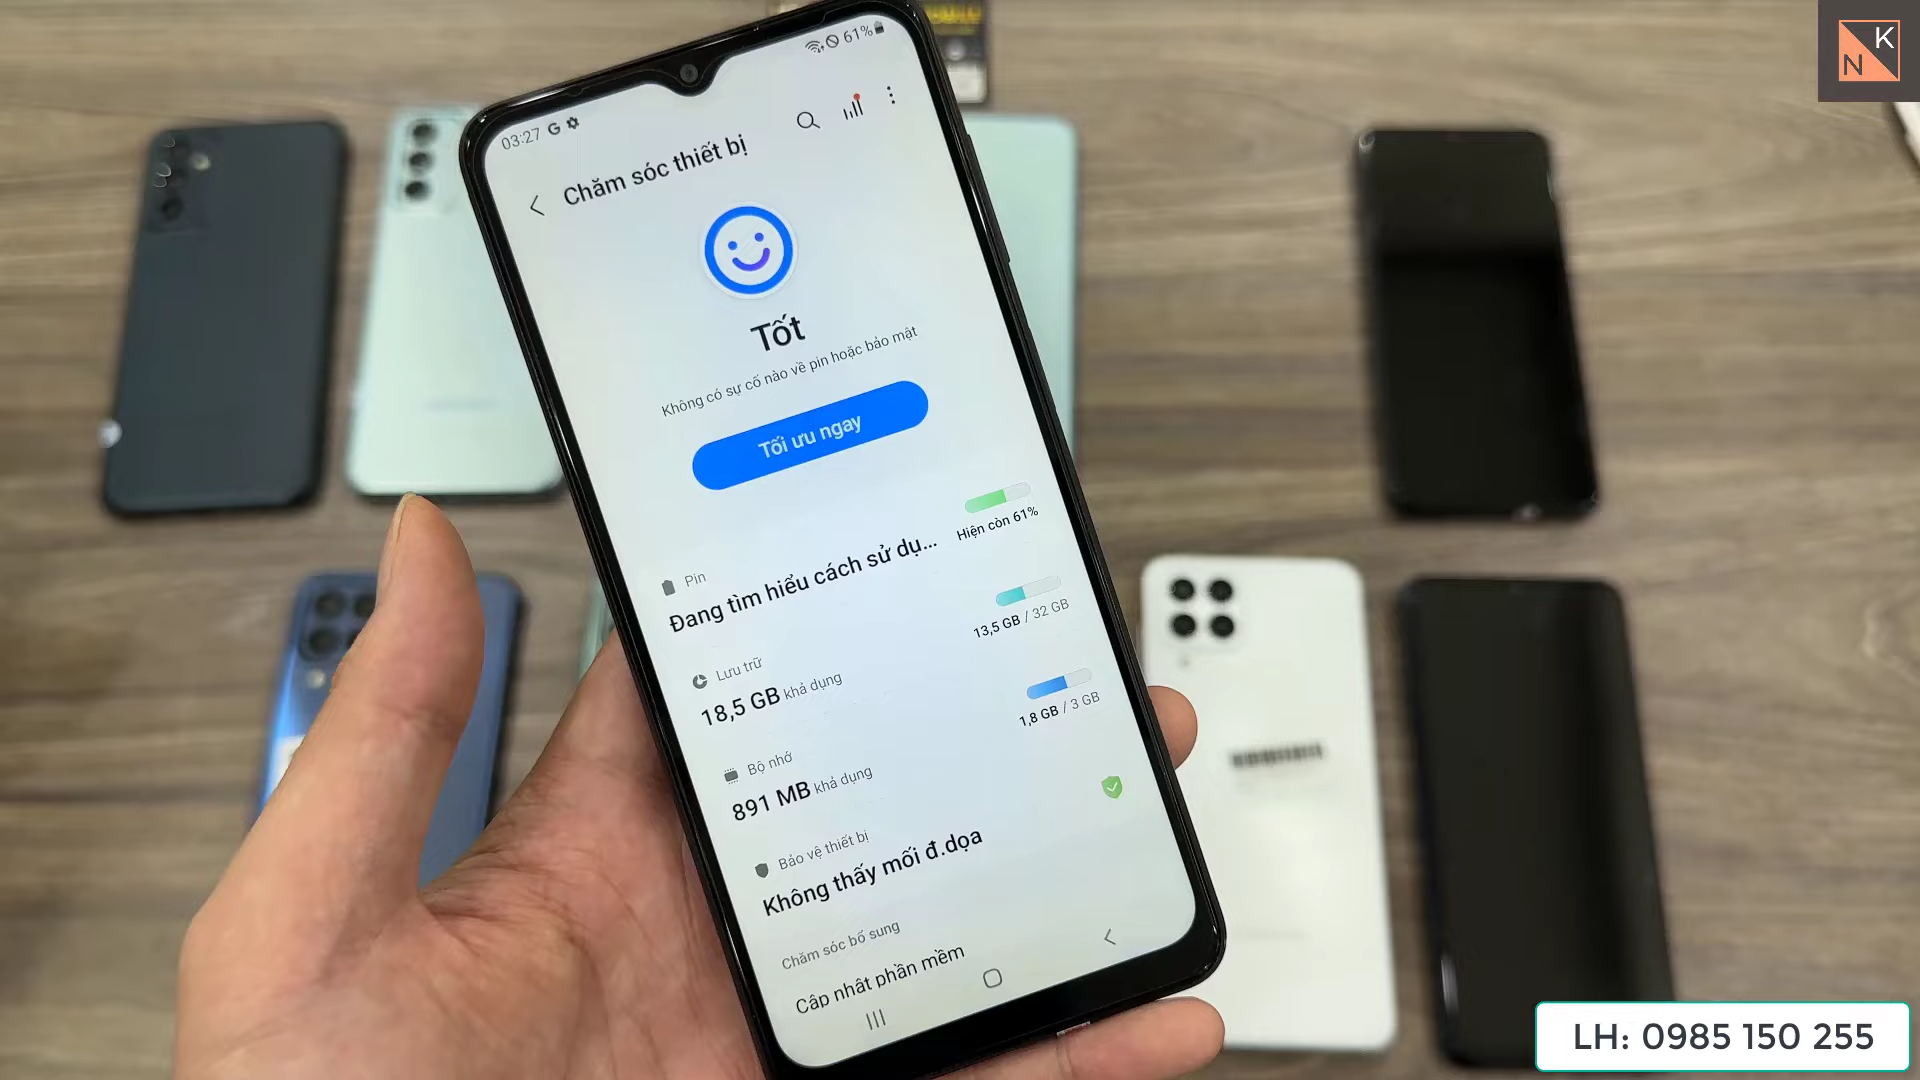 K
N
03:27 G 61%
Chăm sóc thiết bị
Tốt
Không có sự cố nào về pin hoặc bảo mật
Tối ưu ngay
Pin
Đang tìm hiểu cách sử dụ...
Hiện còn 61%
Lưu trữ
18,5 GB khả dụng
13,5 GB / 32 GB
Bộ nhớ
891 MB khả dụng
1,8 GB / 3 GB
Bảo vệ thiết bị
Không thấy mối đ.dọa
Chăm sóc bổ sung
Cập nhật phần mềm
LH: 0985 150 255